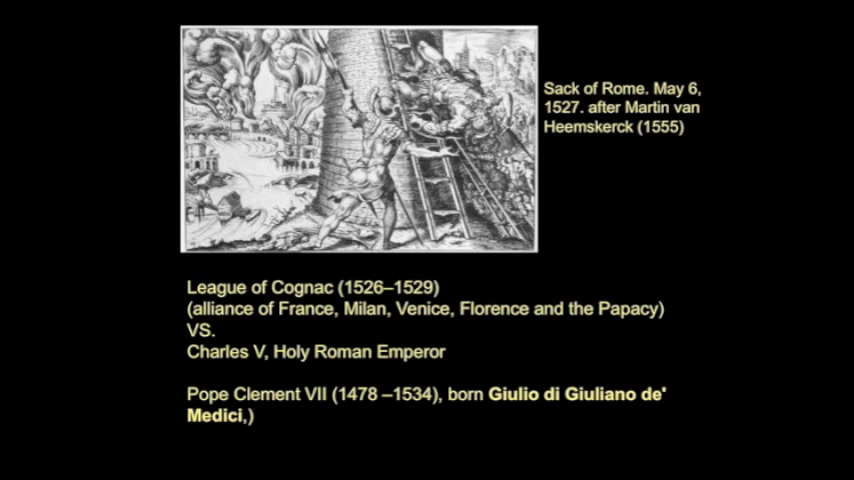 Sack of Rome. May 6,
1527. after Martin van
Heemskerck (1555)
League of Cognac (1526–1529)
(alliance of France, Milan, Venice, Florence and the Papacy)
VS.
Charles V, Holy Roman Emperor
Pope Clement VII (1478 –1534), born Giulio di Giuliano de'
Medici,)